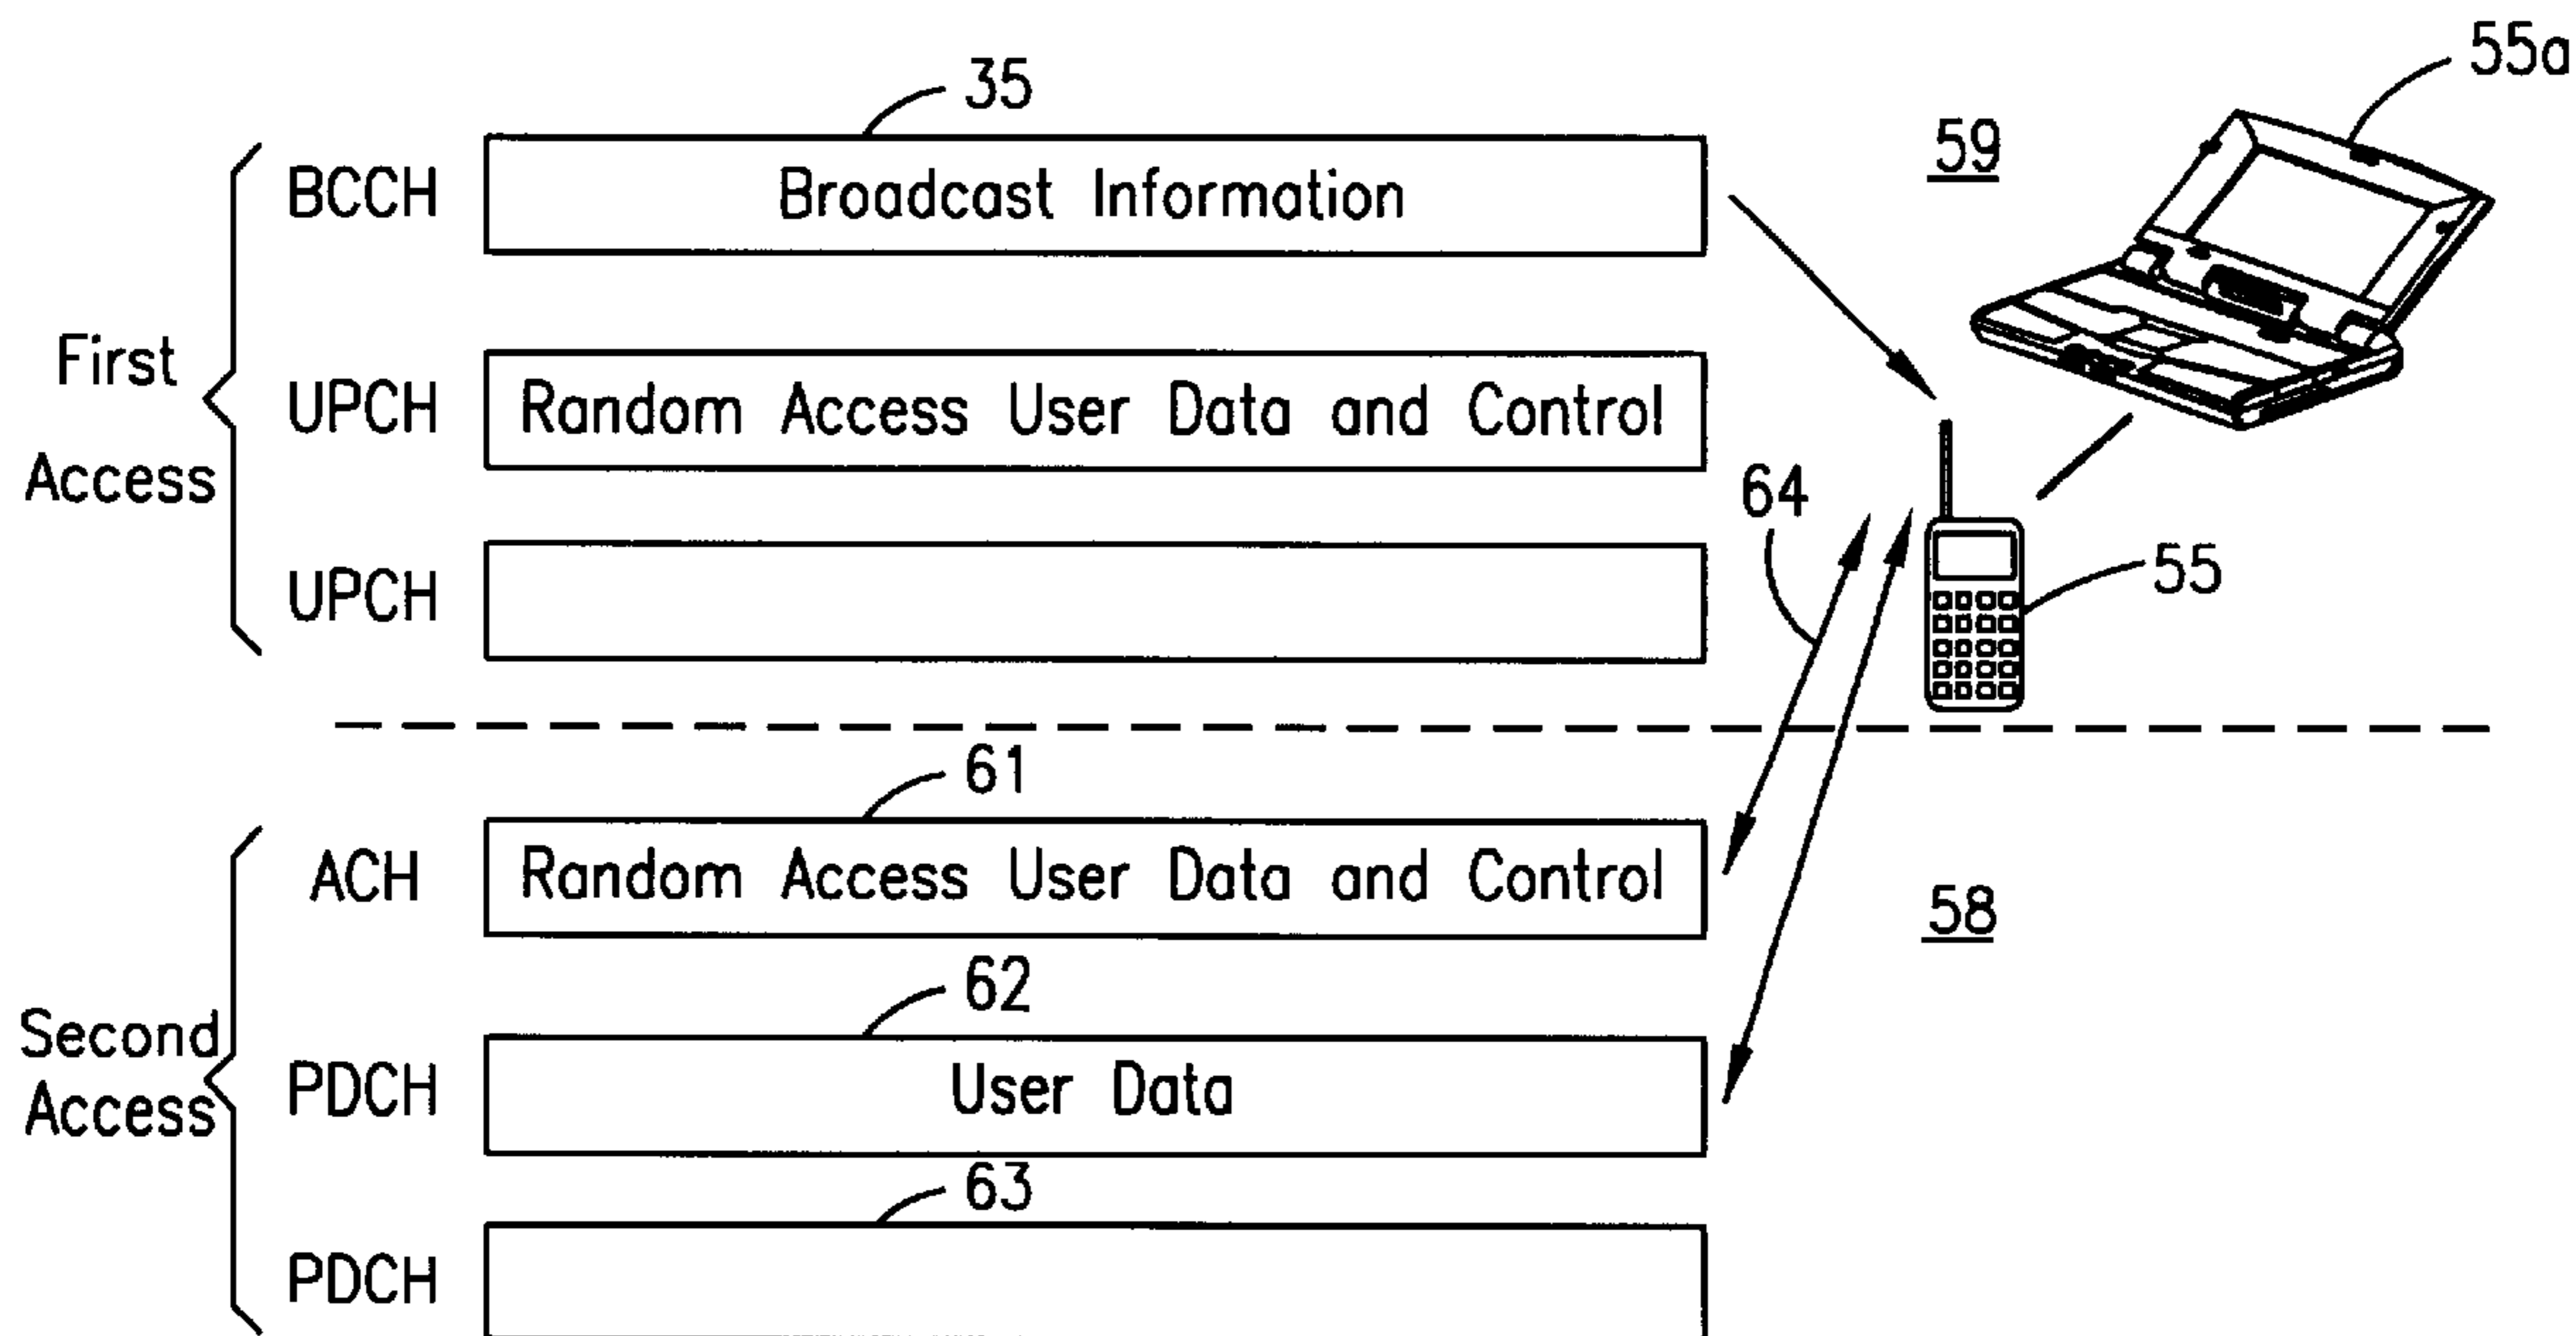 55a
35
59
BCCH Broadcast Information
First
Access
UPCH Random Access User Data and Control
64
UPCH
55
61
ACH Random Access User Data and Control
58
62
Second
Access
PDCH User Data
63
PDCH